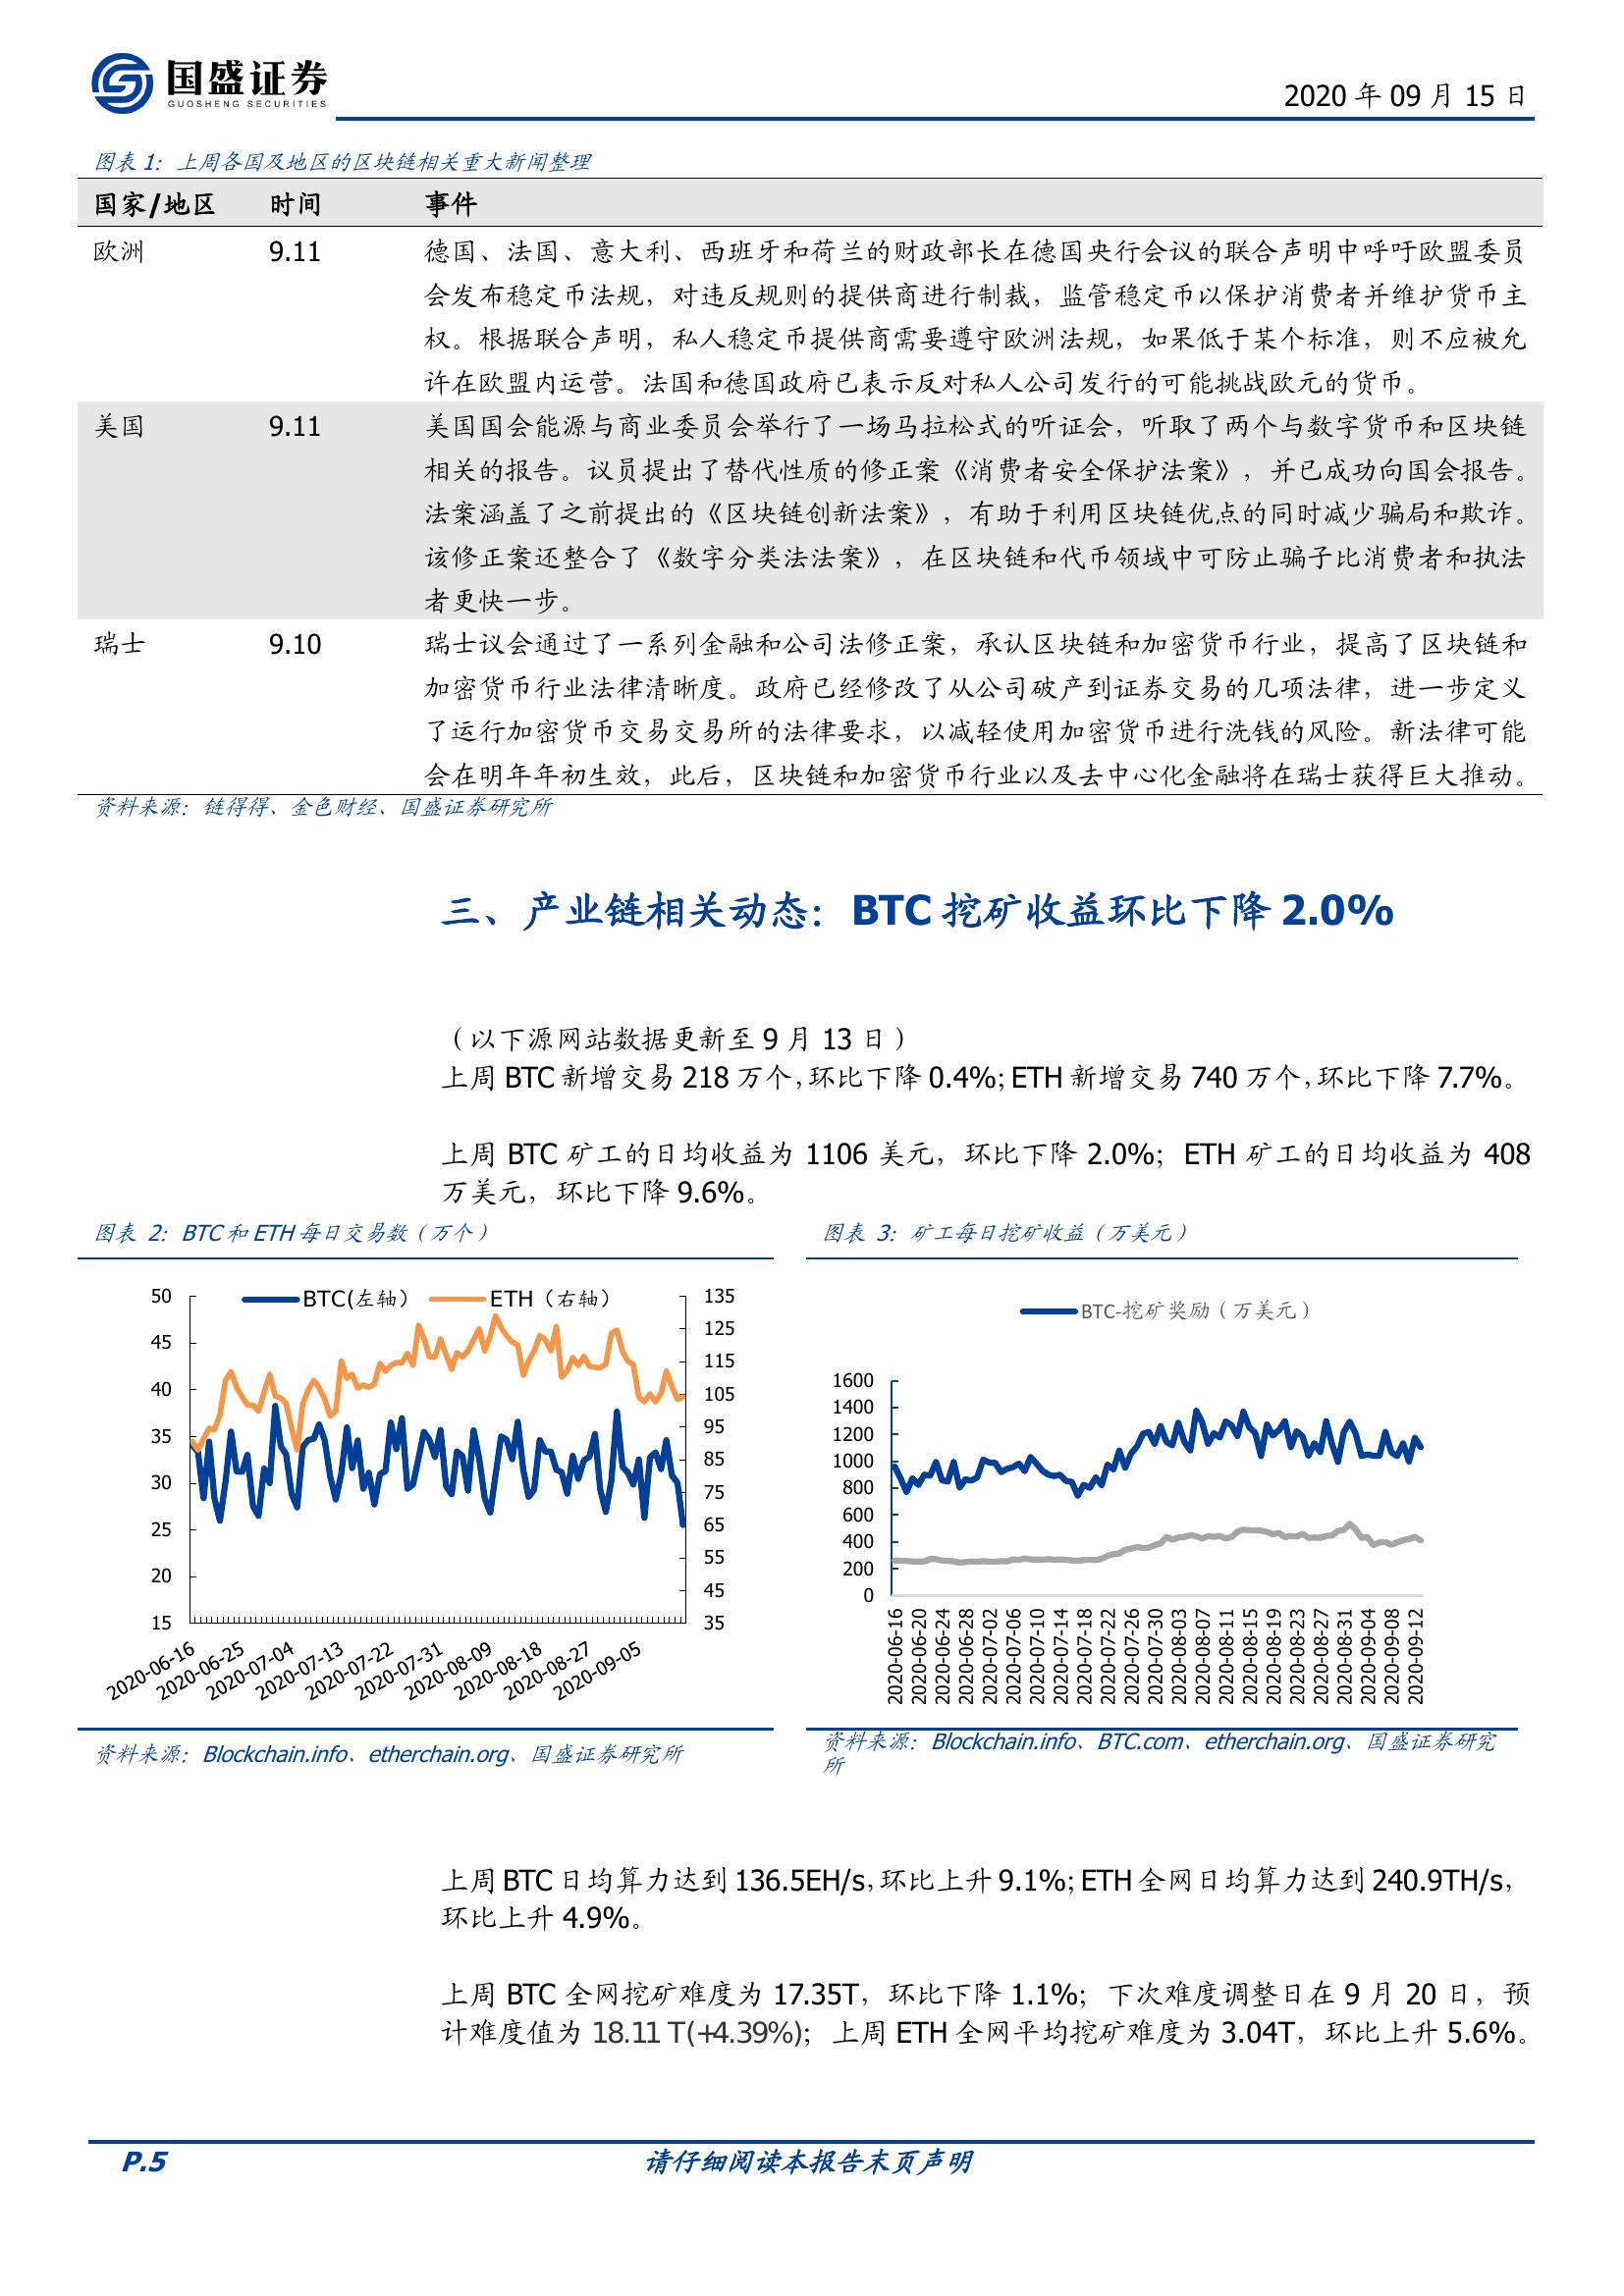 国盛证券
GUOSHENG SECURITIES
2020 年 09 月 15 日
图表 1：上周各国及地区的区块链相关重大新闻整理
国家/地区 时间 事件
欧洲 9.11 德国、法国、意大利、西班牙和荷兰的财政部长在德国央行会议的联合声明中呼吁欧盟委员
会发布稳定币法规，对违反规则的提供商进行制裁，监管稳定币以保护消费者并维护货币主
权。根据联合声明，私人稳定币提供商需要遵守欧洲法规，如果低于某个标准，则不应被允
许在欧盟内运营。法国和德国政府已表示反对私人公司发行的可能挑战欧元的货币。
美国 9.11 美国国会能源与商业委员会举行了一场马拉松式的听证会，听取了两个与数字货币和区块链
相关的报告。议员提出了替代性质的修正案《消费者安全保护法案》，并已成功向国会报告。
法案涵盖了之前提出的《区块链创新法案》，有助于利用区块链优点的同时减少骗局和欺诈。
该修正案还整合了《数字分类法法案》，在区块链和代币领域中可防止骗子比消费者和执法
者更快一步。
瑞士 9.10 瑞士议会通过了一系列金融和公司法修正案，承认区块链和加密货币行业，提高了区块链和
加密货币行业法律清晰度。政府已经修改了从公司破产到证券交易的几项法律，进一步定义
了运行加密货币交易交易所的法律要求，以减轻使用加密货币进行洗钱的风险。新法律可能
会在明年年初生效，此后，区块链和加密货币行业以及去中心化金融将在瑞士获得巨大推动。
资料来源：链得得、金色财经、国盛证券研究所
三、产业链相关动态：BTC 挖矿收益环比下降 2.0%
（以下源网站数据更新至 9 月 13 日）
上周 BTC 新增交易 218 万个，环比下降 0.4%；ETH 新增交易 740 万个，环比下降 7.7%。
上周 BTC 矿工的日均收益为 1106 美元，环比下降 2.0%；ETH 矿工的日均收益为 408
万美元，环比下降 9.6%。
图表 2：BTC 和 ETH 每日交易数（万个）
BTC(左轴） ETH（右轴）
50
45
40
35
30
25
20
15
135
125
115
105
95
85
75
65
55
45
35
2020-06-16
2020-06-25
2020-07-04
2020-07-13
2020-07-22
2020-07-31
2020-08-09
2020-08-18
2020-08-27
2020-09-05
资料来源：Blockchain.info、etherchain.org、国盛证券研究所
图表 3：矿工每日挖矿收益（万美元）
BTC-挖矿奖励（万美元）
1600
1400
1200
1000
800
600
400
200
0
2020-06-16
2020-06-20
2020-06-24
2020-06-28
2020-07-02
2020-07-06
2020-07-10
2020-07-14
2020-07-18
2020-07-22
2020-07-26
2020-07-30
2020-08-03
2020-08-07
2020-08-11
2020-08-15
2020-08-19
2020-08-23
2020-08-27
2020-08-31
2020-09-04
2020-09-08
2020-09-12
资料来源：Blockchain.info、BTC.com、etherchain.org、国盛证券研究
所
上周 BTC 日均算力达到 136.5EH/s，环比上升 9.1%；ETH 全网日均算力达到 240.9TH/s，
环比上升 4.9%。
上周 BTC 全网挖矿难度为 17.35T，环比下降 1.1%；下次难度调整日在 9 月 20 日，预
计难度值为 18.11 T(+4.39%)；上周 ETH 全网平均挖矿难度为 3.04T，环比上升 5.6%。
P.5
请仔细阅读本报告末页声明